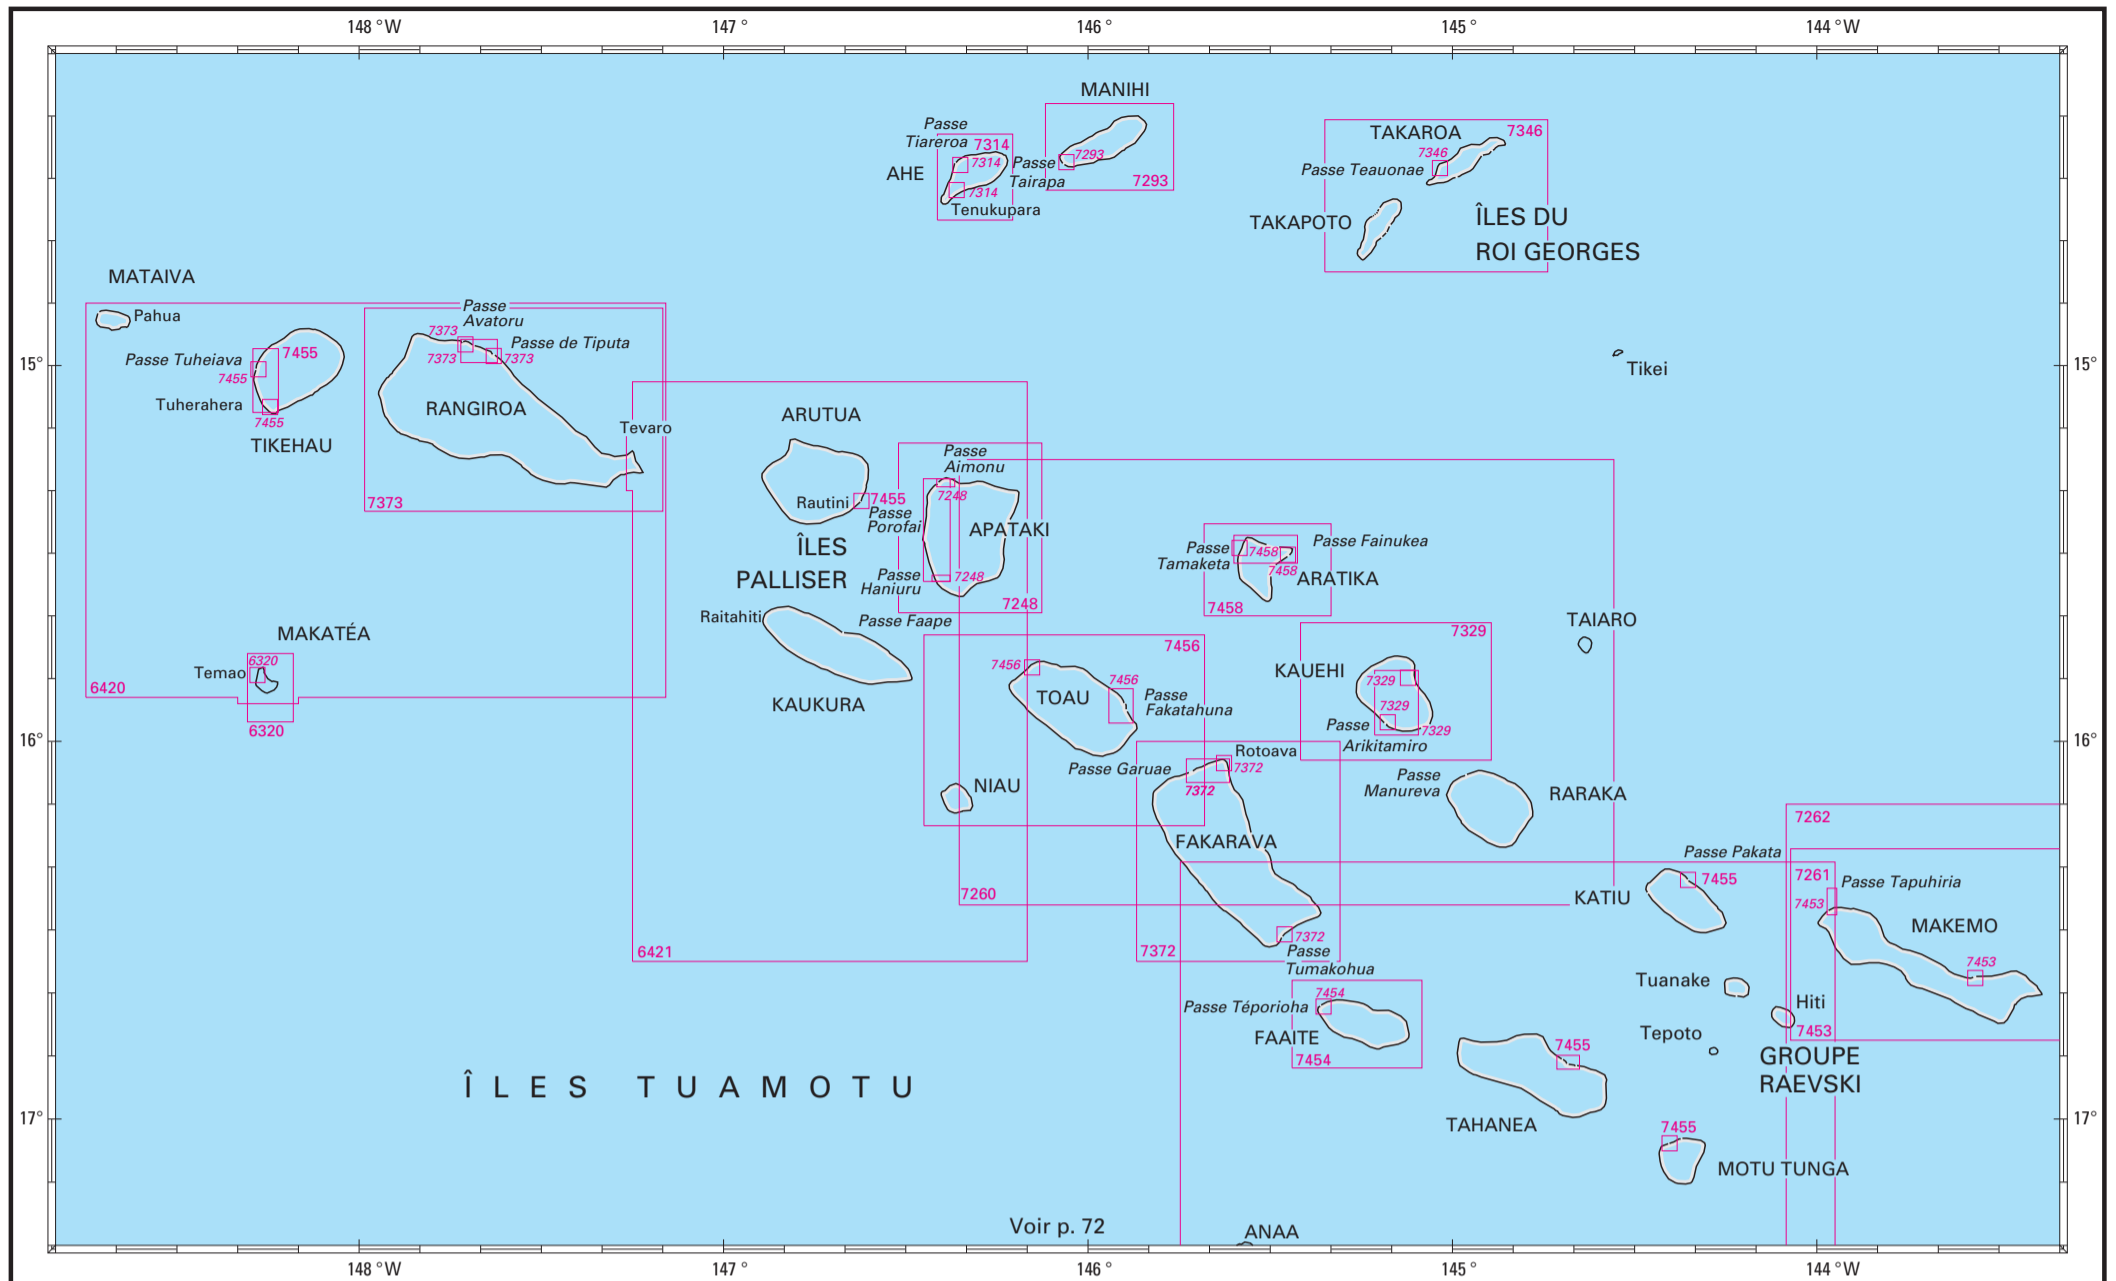 148 °W
147 °
146 °
145 °
144 °W
MANIHI
Passe
Tiareroa
7314
AHE
7314
7314
Tenukupara
Passe
Tairapa
7293
7293
TAKAROA
7346
7346
Passe Teauonae
TAKAPOTO
ÎLES DU
ROI GEORGES
MATAIVA
Pahua
Passe Tuheiava
7455
7455
Tuherahera
7455
TIKEHAU
Passe
Avatoru
7373
7373
Passe de Tiputa
7373
RANGIROA
7373
Tevaro
15°
15°
Tikei
ARUTUA
Rautini
7455
Passe
Porofai
Passe
Aimonu
7248
APATAKI
ÎLES
PALLISER
Passe
Haniuru
7248
7248
Raitahiti
Passe Faape
KAUKURA
Passe
Tamaketa
7458
7458
Passe Fainukea
ARATIKA
7458
TAIARO
MAKATÉA
6320
Temao
6420
6320
7456
7456
TOAU
7456
Passe
Fakatahuna
7329
KAUEHI
7329
7329
7329
Passe
Arikitamiro
16°
16°
Rotoava
Passe Garuae
7372
7372
NIAU
Passe
Manureva
RARAKA
7262
FAKARAVA
Passe Pakata
7260
KATIU
7455
7261
Passe Tapuhiria
7453
MAKEMO
6421
7372
7372
Passe
Tumakohua
7453
Tuanake
Hiti
7453
Passe Téporioha
7454
FAAITE
7454
Tepoto
GROUPE
RAEVSKI
7455
TAHANEA
ÎLES TUAMOTU
17°
17°
7455
MOTU TUNGA
Voir p. 72
ANAA
148 °W
147 °
146 °
145 °
144 °W